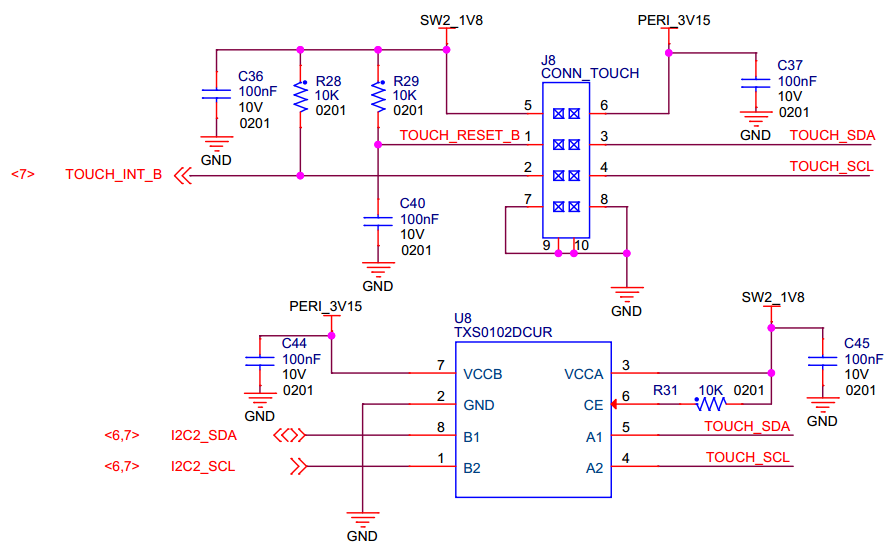 SW2_1V8
PERI_3V15
J8
CONN_TOUCH
C36
100nF
10V
0201
R28
10K
0201
R29
10K
0201
C37
100nF
10V
0201
GND
GND
5
6
TOUCH_RESET_B
1
3
TOUCH_SDA
<7>
TOUCH_INT_B
2
4
TOUCH_SCL
7
8
C40
100nF
10V
0201
GND
9
10
GND
PERI_3V15
SW2_1V8
U8
TXS0102DCUR
C44
100nF
10V
0201
GND
C45
100nF
10V
0201
GND
7
VCCB
VCCA
3
2
GND
CE
6
R31
10K
0201
<6,7>
I2C2_SDA
8
B1
A1
5
TOUCH_SDA
<6,7>
I2C2_SCL
1
B2
A2
4
TOUCH_SCL
GND